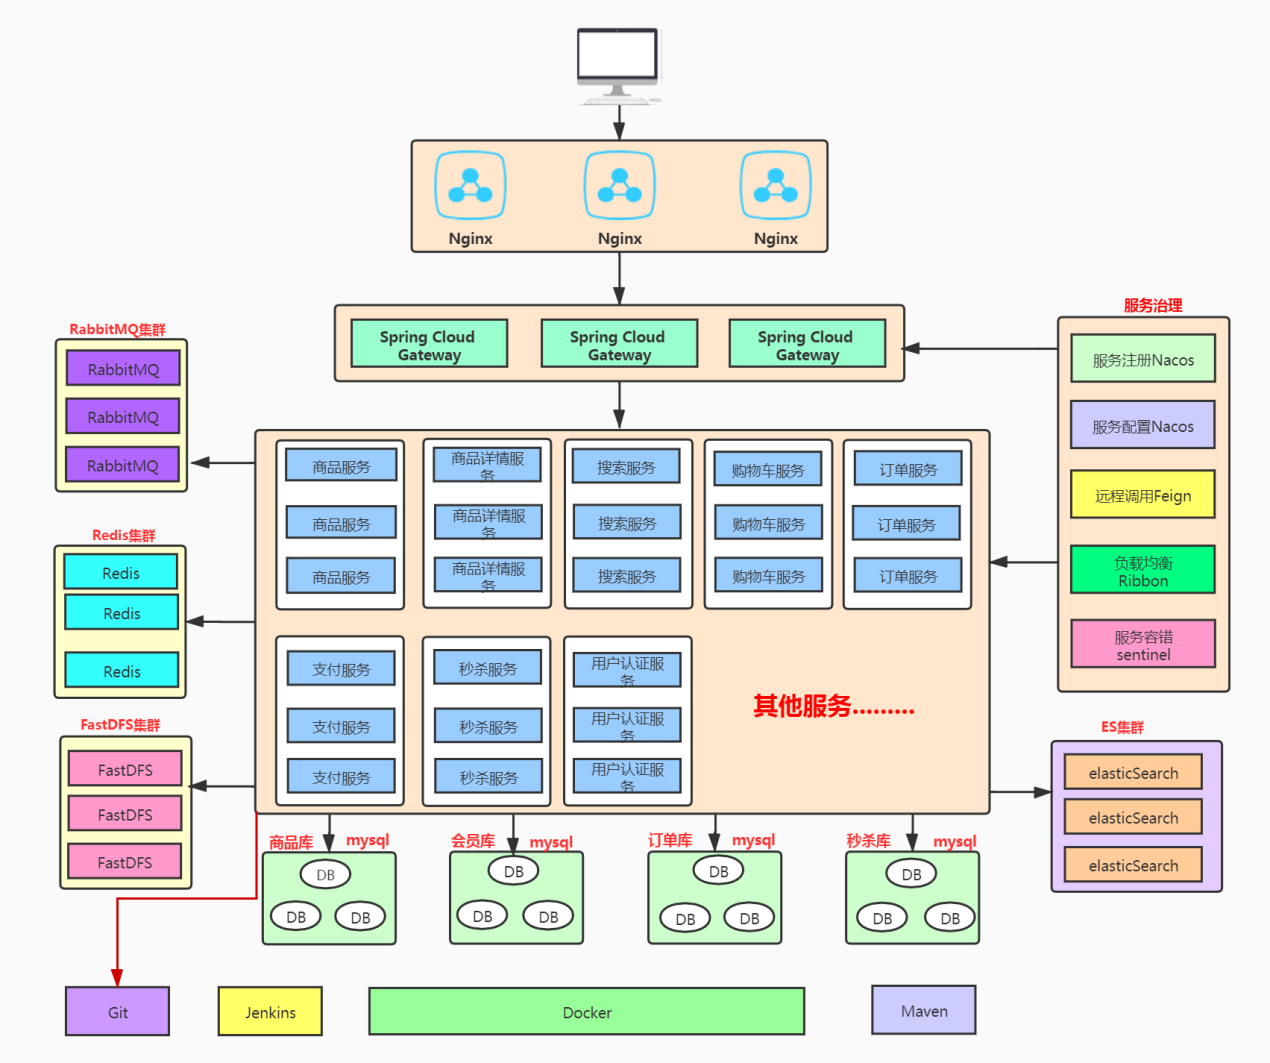 Nginx
Nginx
Nginx
服务治理
RabbitMQ集群
Spring Cloud
Gateway
Spring Cloud
Gateway
Spring Cloud
Gateway
服务注册Nacos
服务配置Nacos
远程调用Feign
负载均衡
Ribbon
服务容错
sentinel
RabbitMQ
RabbitMQ
RabbitMQ
Redis集群
Redis
Redis
Redis
FastDFS集群
FastDFS
FastDFS
FastDFS
商品服务
商品服务
商品服务
商品详情服
务
商品详情服
务
商品详情服
务
搜索服务
搜索服务
搜索服务
购物车服务
购物车服务
购物车服务
订单服务
订单服务
订单服务
支付服务
支付服务
支付服务
秒杀服务
秒杀服务
秒杀服务
用户认证服
务
用户认证服
务
用户认证服
务
其他服务.........
ES集群
elasticSearch
elasticSearch
elasticSearch
商品库 mysql
DB
DB
DB
会员库 mysql
DB
DB
DB
订单库 mysql
DB
DB
DB
秒杀库 mysql
DB
DB
DB
Git
Jenkins
Docker
Maven